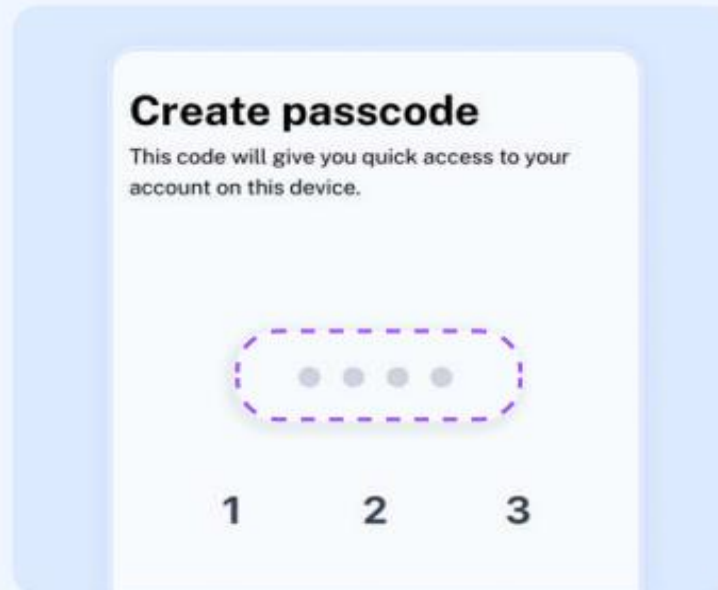 Create passcode
This code will give you quick access to your
account on this device.
1 2 3